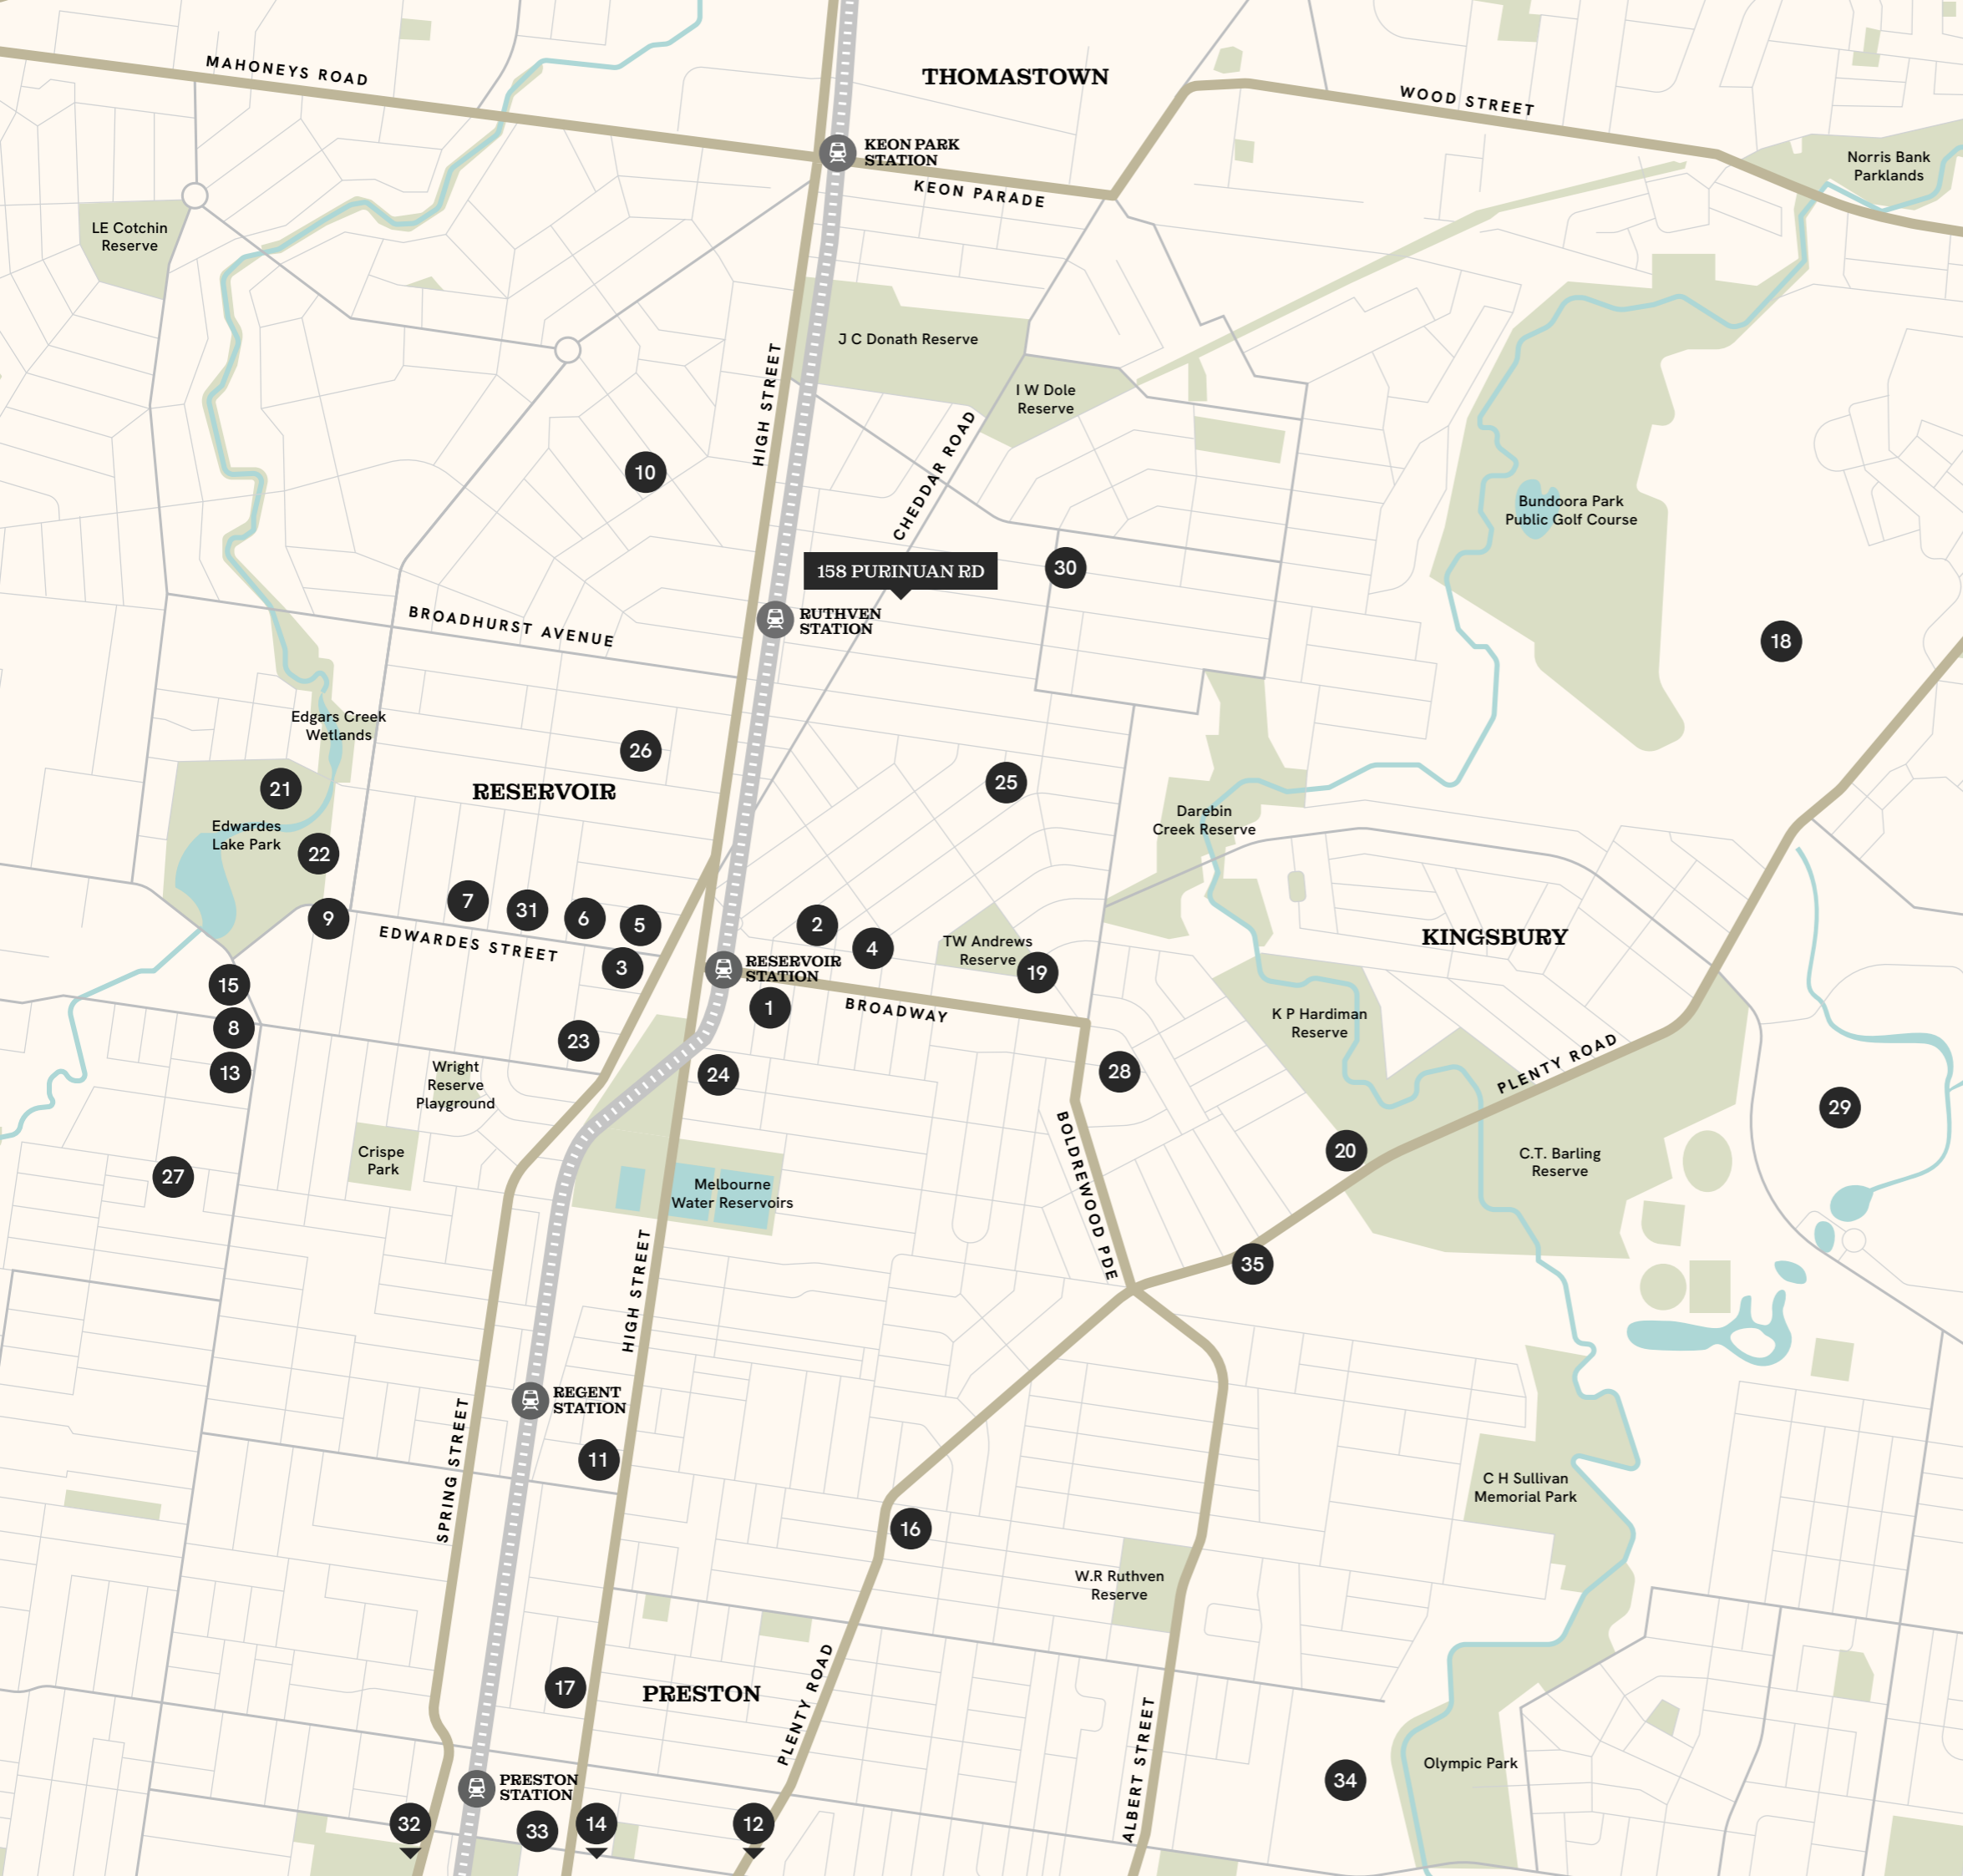 MAHONEYS ROAD
THOMASTOWN
WOOD STREET
KEON PARK
STATION
KEON PARADE
Norris Bank
Parklands
LE Cotchin
Reserve
J C Donath Reserve
I W Dole
Reserve
HIGH STREET
CHEDDAR ROAD
10
Bundoora Park
Public Golf Course
158 PURINUAN RD
30
BROADHURST AVENUE
RUTHVEN
STATION
18
Edgars Creek
Wetlands
26
RESERVOIR
21
25
Edwardes
Lake Park
22
Darebin
Creek Reserve
7
31
6
5
9
EDWARDES STREET
3
2
4
TW Andrews
Reserve
19
KINGSBURY
RESERVOIR
STATION
15
1
BROADWAY
8
23
K P Hardiman
Reserve
13
Wright
Reserve
Playground
24
28
PLENTY ROAD
29
BOLDREWOOD PDE
20
Crispe
Park
C.T. Barling
Reserve
27
Melbourne
Water Reservoirs
HIGH STREET
35
REGENT
STATION
SPRING STREET
11
C H Sullivan
Memorial Park
16
W.R Ruthven
Reserve
17
PRESTON
PLENTY ROAD
ALBERT STREET
Olympic Park
34
PRESTON
STATION
32
33
14
12